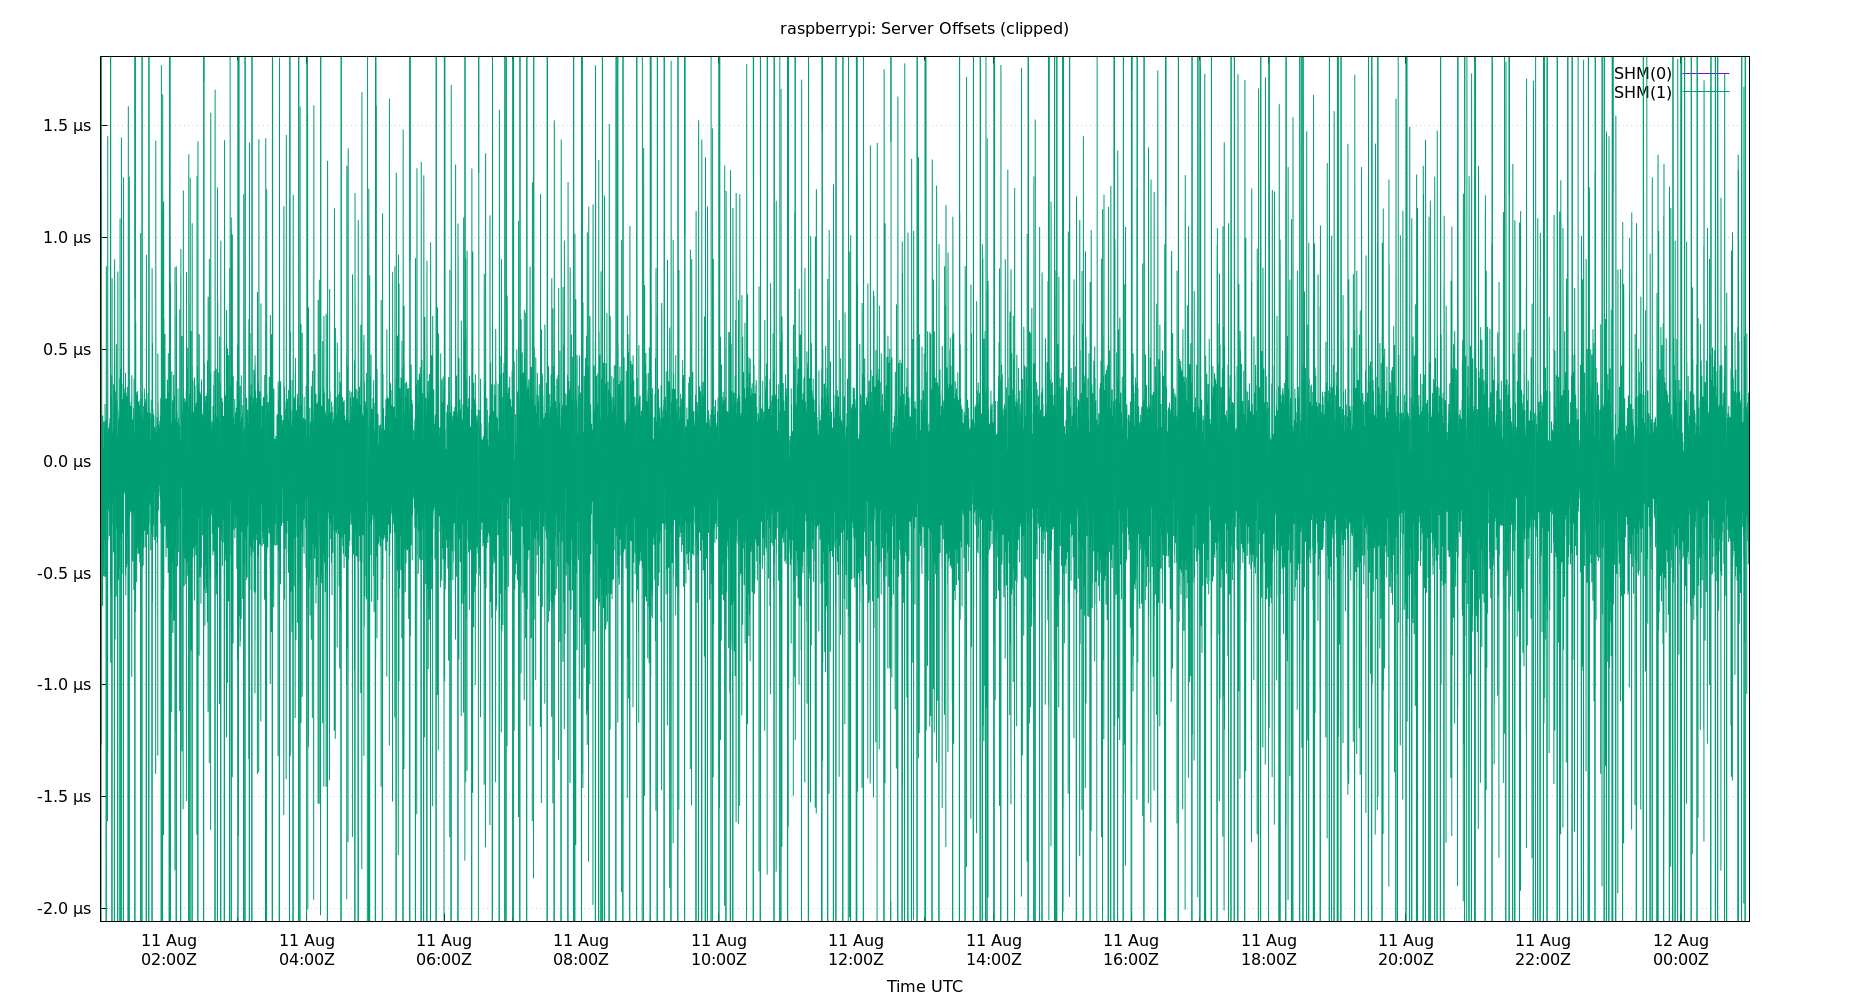 raspberrypi: Server Offsets (clipped)
SHM(0)
SHM(1)
1.5 µs
1.0 µs
0.5 µs
0.0 µs
-0.5 µs
-1.0 µs
-1.5 µs
-2.0 µs
11 Aug 11 Aug 11 Aug 11 Aug 11 Aug 11 Aug 11 Aug 11 Aug 11 Aug 11 Aug 11 Aug 12 Aug
02:00Z 04:00Z 06:00Z 08:00Z 10:00Z 12:00Z 14:00Z 16:00Z 18:00Z 20:00Z 22:00Z 00:00Z
Time UTC